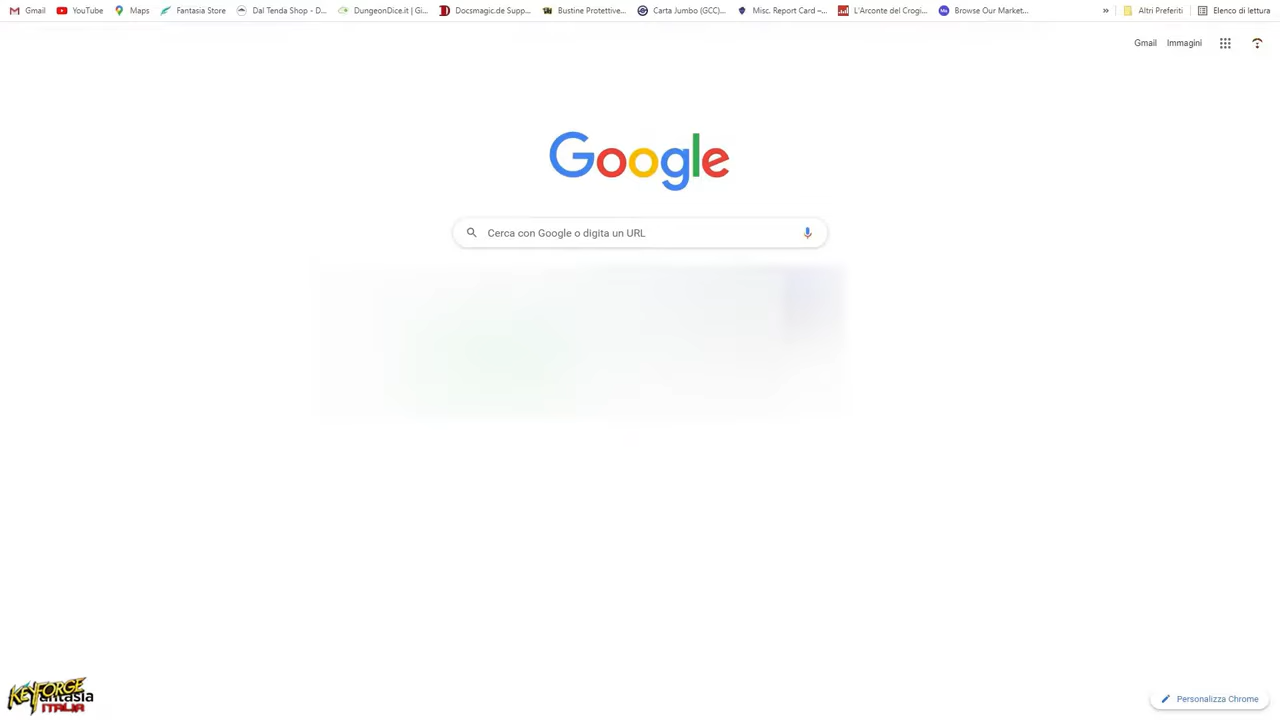 Gmail YouTube Maps Fantasia Store Dal Tenda Shop - D... DungeonDice.it | Gi... Docsmagic.de Supp... Bustine Protettive... Carta Jumbo (GCC)... Misc. Report Card –... L'Arconte del Crogi... Browse Our Market... » Altri Preferiti Elenco di lettura
Gmail Immagini
Google
Cerca con Google o digita un URL
KEYFORGE
Fantasia
ITALIA
Personalizza Chrome